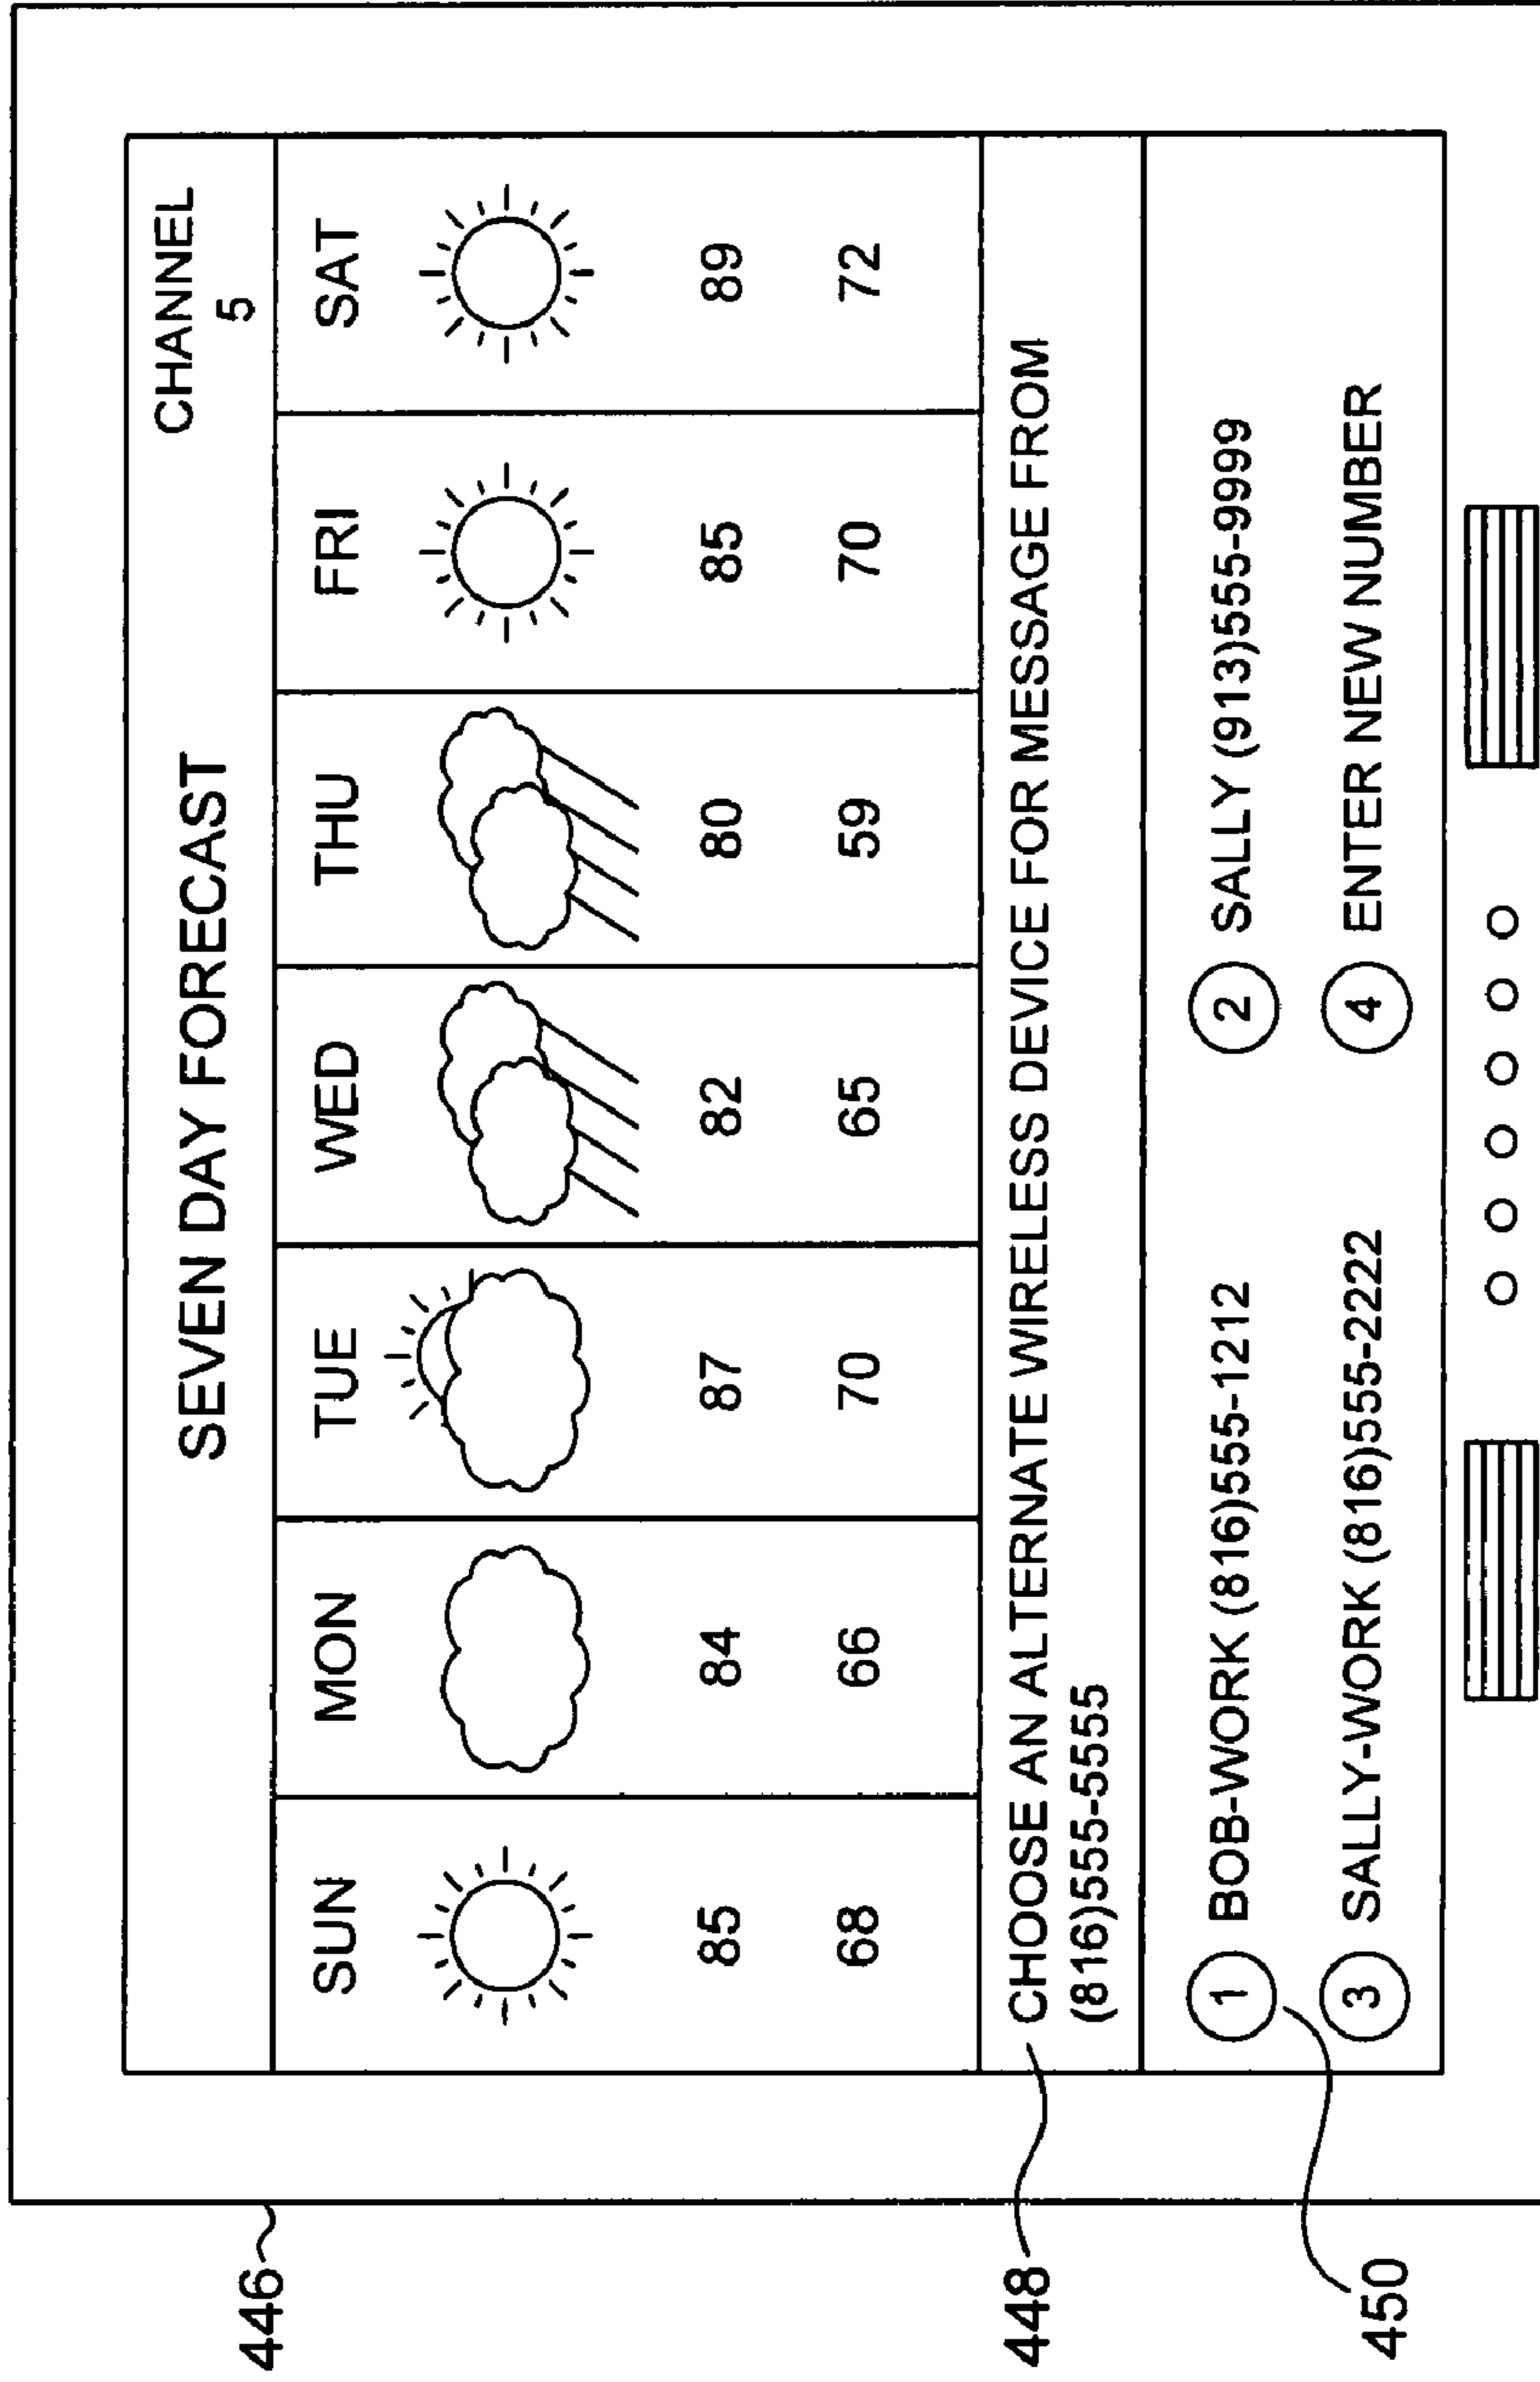 CHANNEL
SEVEN DAY FORECAST
5
SUN MON TUE WED THU FRI SAT
85 84 87 82 80 85 89
68 66 70 65 59 70 72
CHOOSE AN ALTERNATE WIRELESS DEVICE FOR MESSAGE FROM
(816)555-5555
1 BOB-WORK (816)555-1212 2 SALLY (913)555-9999
3 SALLY-WORK (816)555-2222 4 ENTER NEW NUMBER
446
448
450